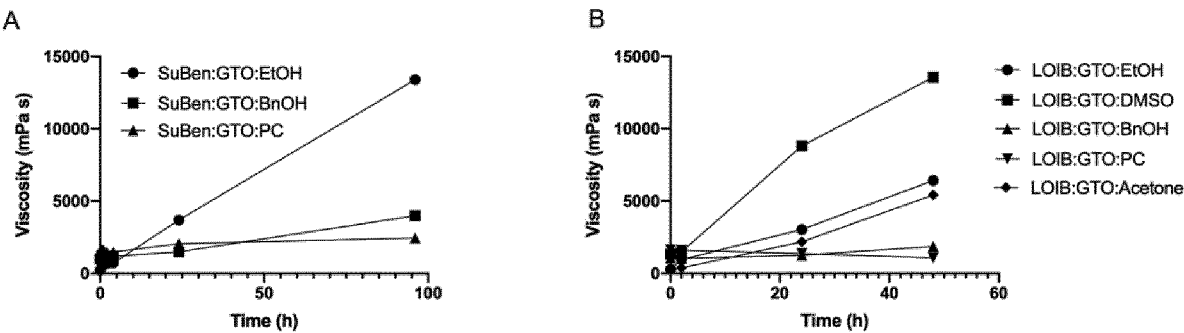 A
Viscosity (mPa s)
15000
10000
5000
0
0
50
100
Time (h)
SuBen:GTO:EtOH
SuBen:GTO:BnOH
SuBen:GTO:PC
B
Viscosity (mPa s)
15000
10000
5000
0
0
20
40
60
Time (h)
LOIB:GTO:EtOH
LOIB:GTO:DMSO
LOIB:GTO:BnOH
LOIB:GTO:PC
LOIB:GTO:Acetone